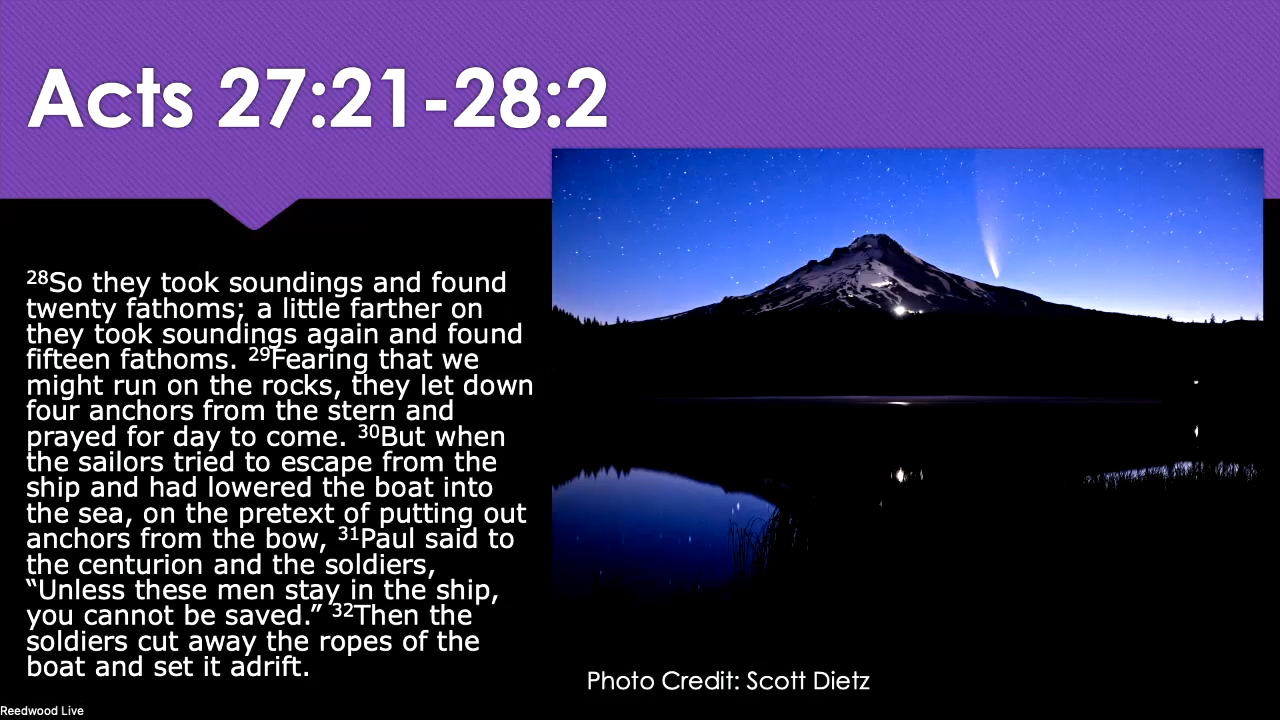 Acts 27:21-28:2
28So they took soundings and found
twenty fathoms; a little farther on
they took soundings again and found
fifteen fathoms. 29Fearing that we
might run on the rocks, they let down
four anchors from the stern and
prayed for day to come. 30But when
the sailors tried to escape from the
ship and had lowered the boat into
the sea, on the pretext of putting out
anchors from the bow, 31Paul said to
the centurion and the soldiers,
“Unless these men stay in the ship,
you cannot be saved.” 32Then the
soldiers cut away the ropes of the
boat and set it adrift.
Photo Credit: Scott Dietz
Reedwood Live